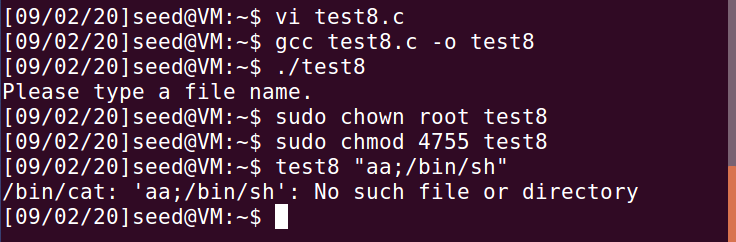 [09/02/20]seed@VM:~$ vi test8.c
[09/02/20]seed@VM:~$ gcc test8.c -o test8
[09/02/20]seed@VM:~$ ./test8
Please type a file name.
[09/02/20]seed@VM:~$ sudo chown root test8
[09/02/20]seed@VM:~$ sudo chmod 4755 test8
[09/02/20]seed@VM:~$ test8 "aa;/bin/sh"
/bin/cat: 'aa;/bin/sh': No such file or directory
[09/02/20]seed@VM:~$